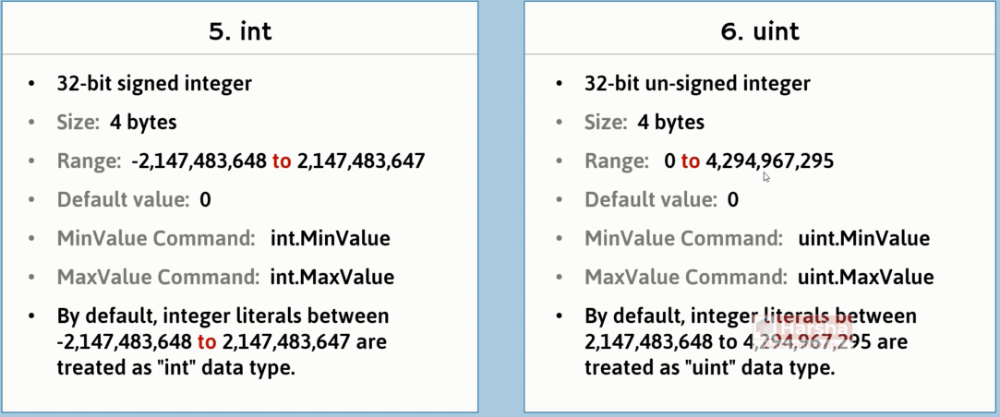 5. int
• 32-bit signed integer
• Size: 4 bytes
• Range: -2,147,483,648 to 2,147,483,647
• Default value: 0
• MinValue Command: int.MinValue
• MaxValue Command: int.MaxValue
• By default, integer literals between
-2,147,483,648 to 2,147,483,647 are
treated as "int" data type.
6. uint
• 32-bit un-signed integer
• Size: 4 bytes
• Range: 0 to 4,294,967,295
• Default value: 0
• MinValue Command: uint.MinValue
• MaxValue Command: uint.MaxValue
• By default, integer literals between
2,147,483,648 to 4,294,967,295 are
treated as "uint" data type.
Harsha